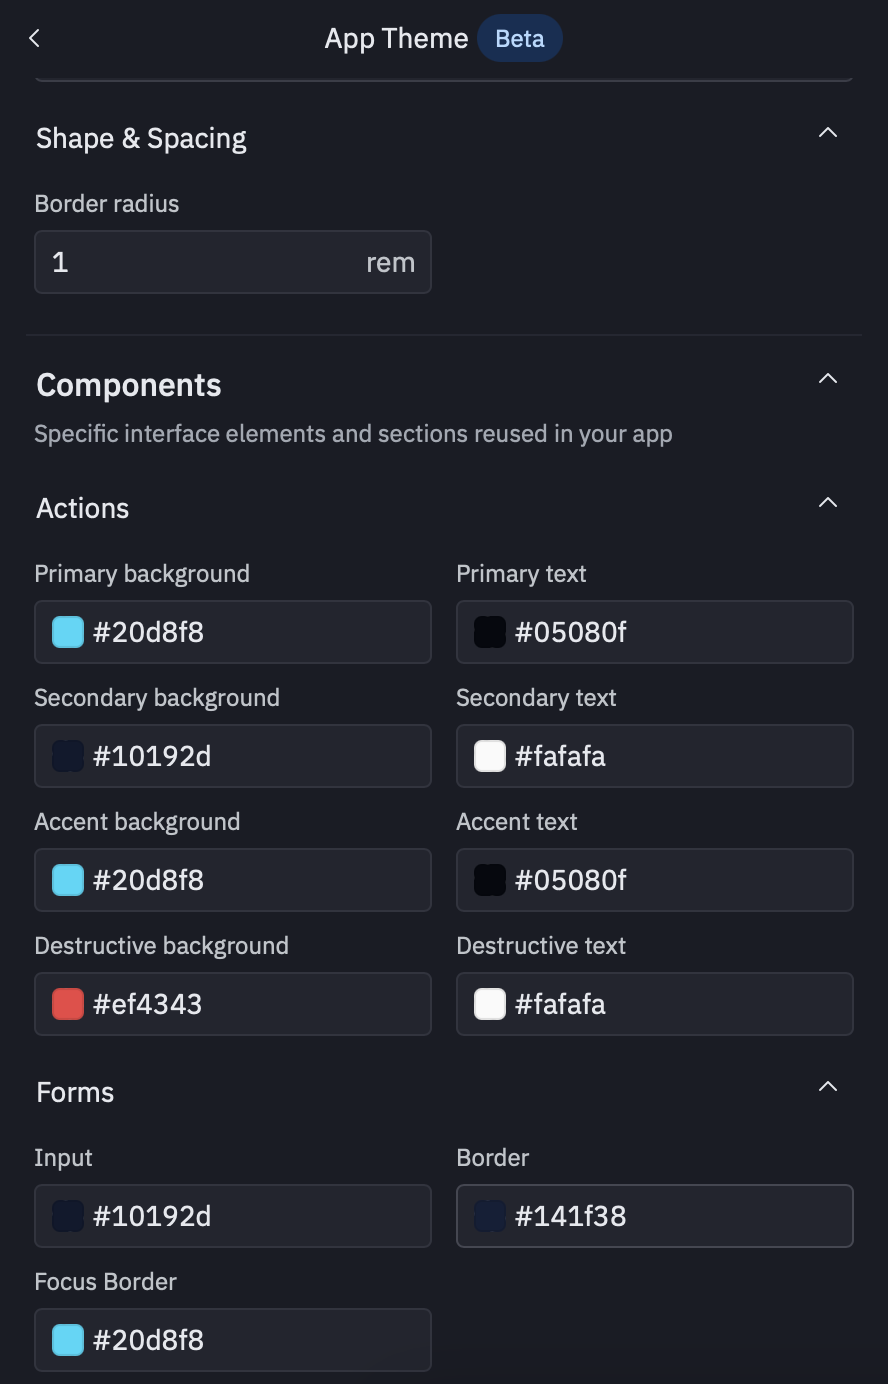 App Theme Beta
Shape & Spacing
Border radius
1 rem
Components
Specific interface elements and sections reused in your app
Actions
Primary background Primary text
#20d8f8 #05080f
Secondary background Secondary text
#10192d #fafafa
Accent background Accent text
#20d8f8 #05080f
Destructive background Destructive text
#ef4343 #fafafa
Forms
Input Border
#10192d #141f38
Focus Border
#20d8f8